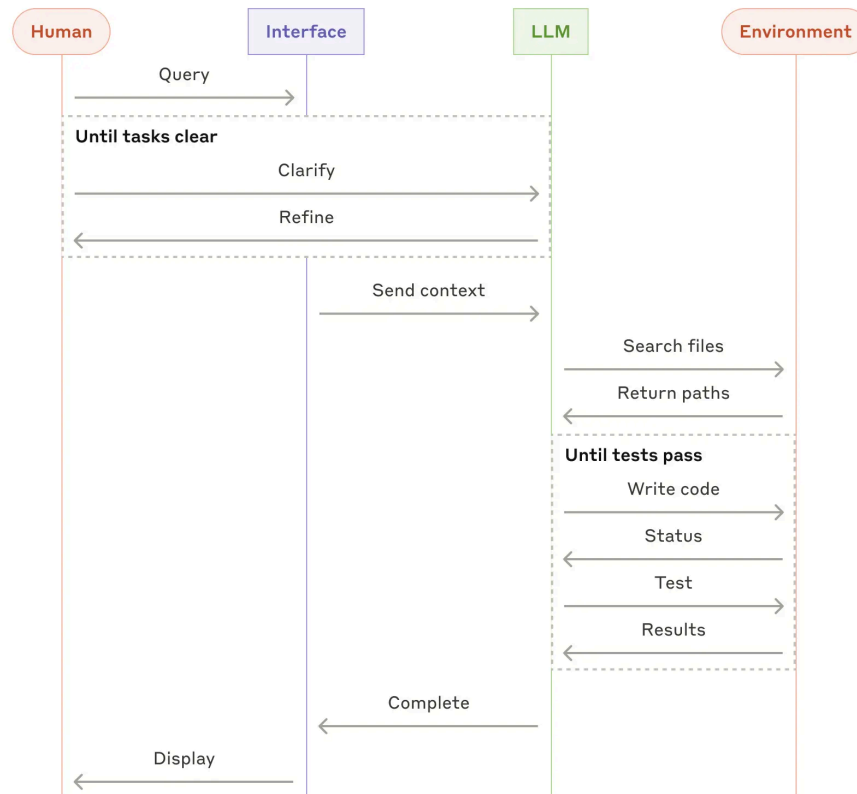 Human
Interface
LLM
Environment
Query
Until tasks clear
Clarify
Refine
Send context
Search files
Return paths
Until tests pass
Write code
Status
Test
Results
Complete
Display